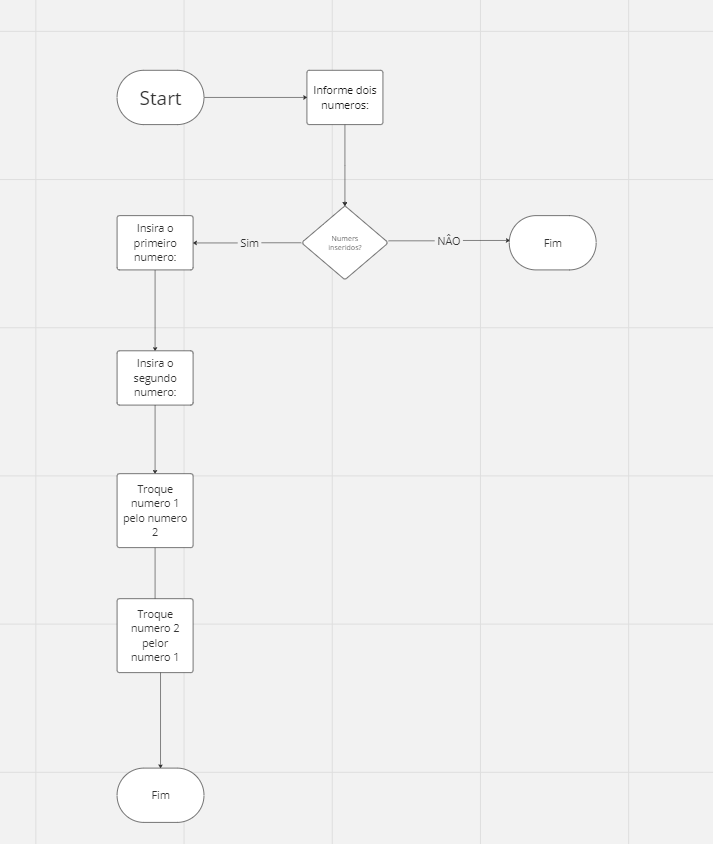 Start
Informe dois
numeros:
Numers
inseridos?
Sim
NÂO
Fim
Insira o
primeiro
numero:
Insira o
segundo
numero:
Troque
numero 1
pelo numero
2
Troque
numero 2
pelor
numero 1
Fim